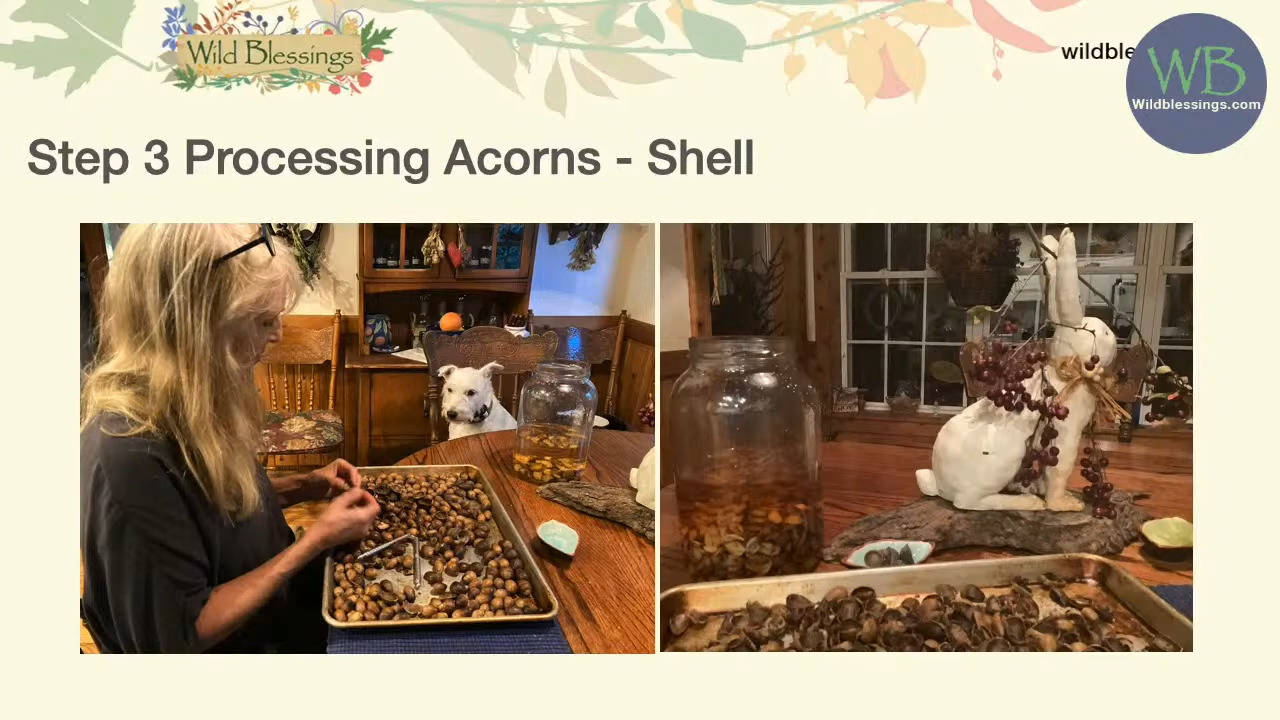 Wild Blessings
wildble
WB
Wildblessings.com
Step 3 Processing Acorns - Shell